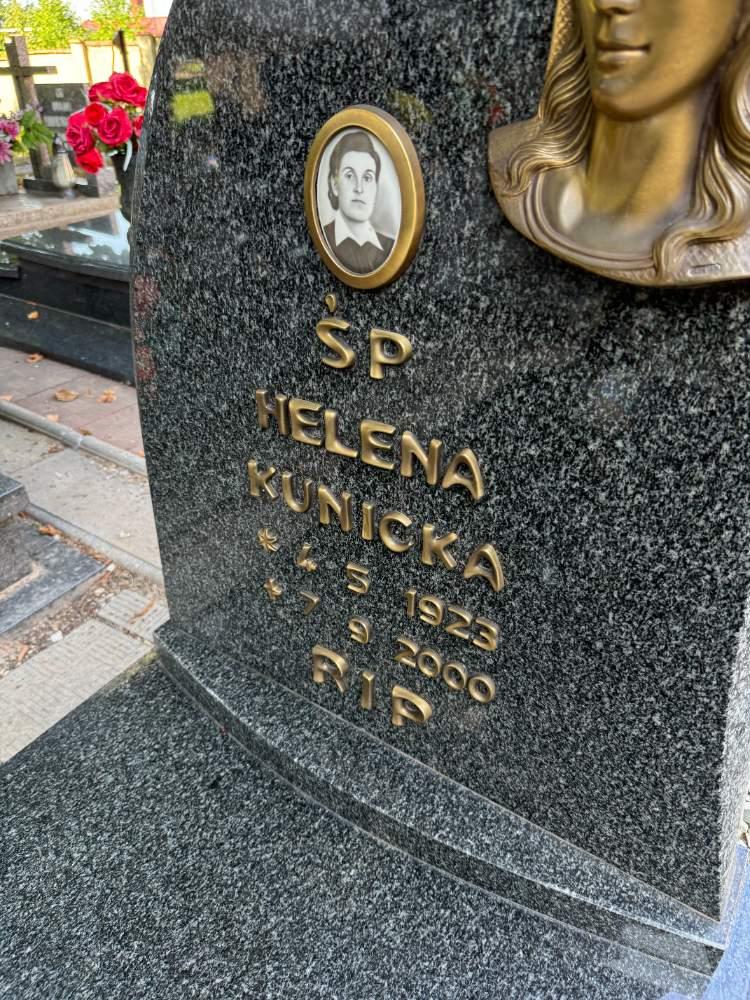 ŚP
HELENA
KUNICKA
* 4 5 1923
* 7 9 2000
RIP